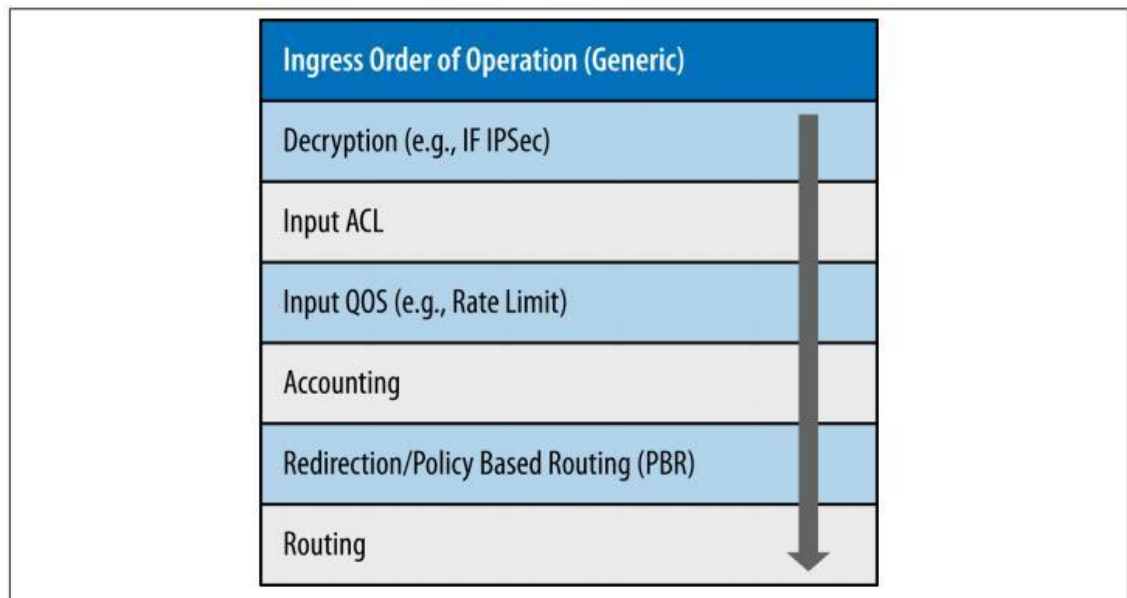 Ingress Order of Operation (Generic)
Decryption (e.g., IF IPSec)
Input ACL
Input QOS (e.g., Rate Limit)
Accounting
Redirection/Policy Based Routing (PBR)
Routing